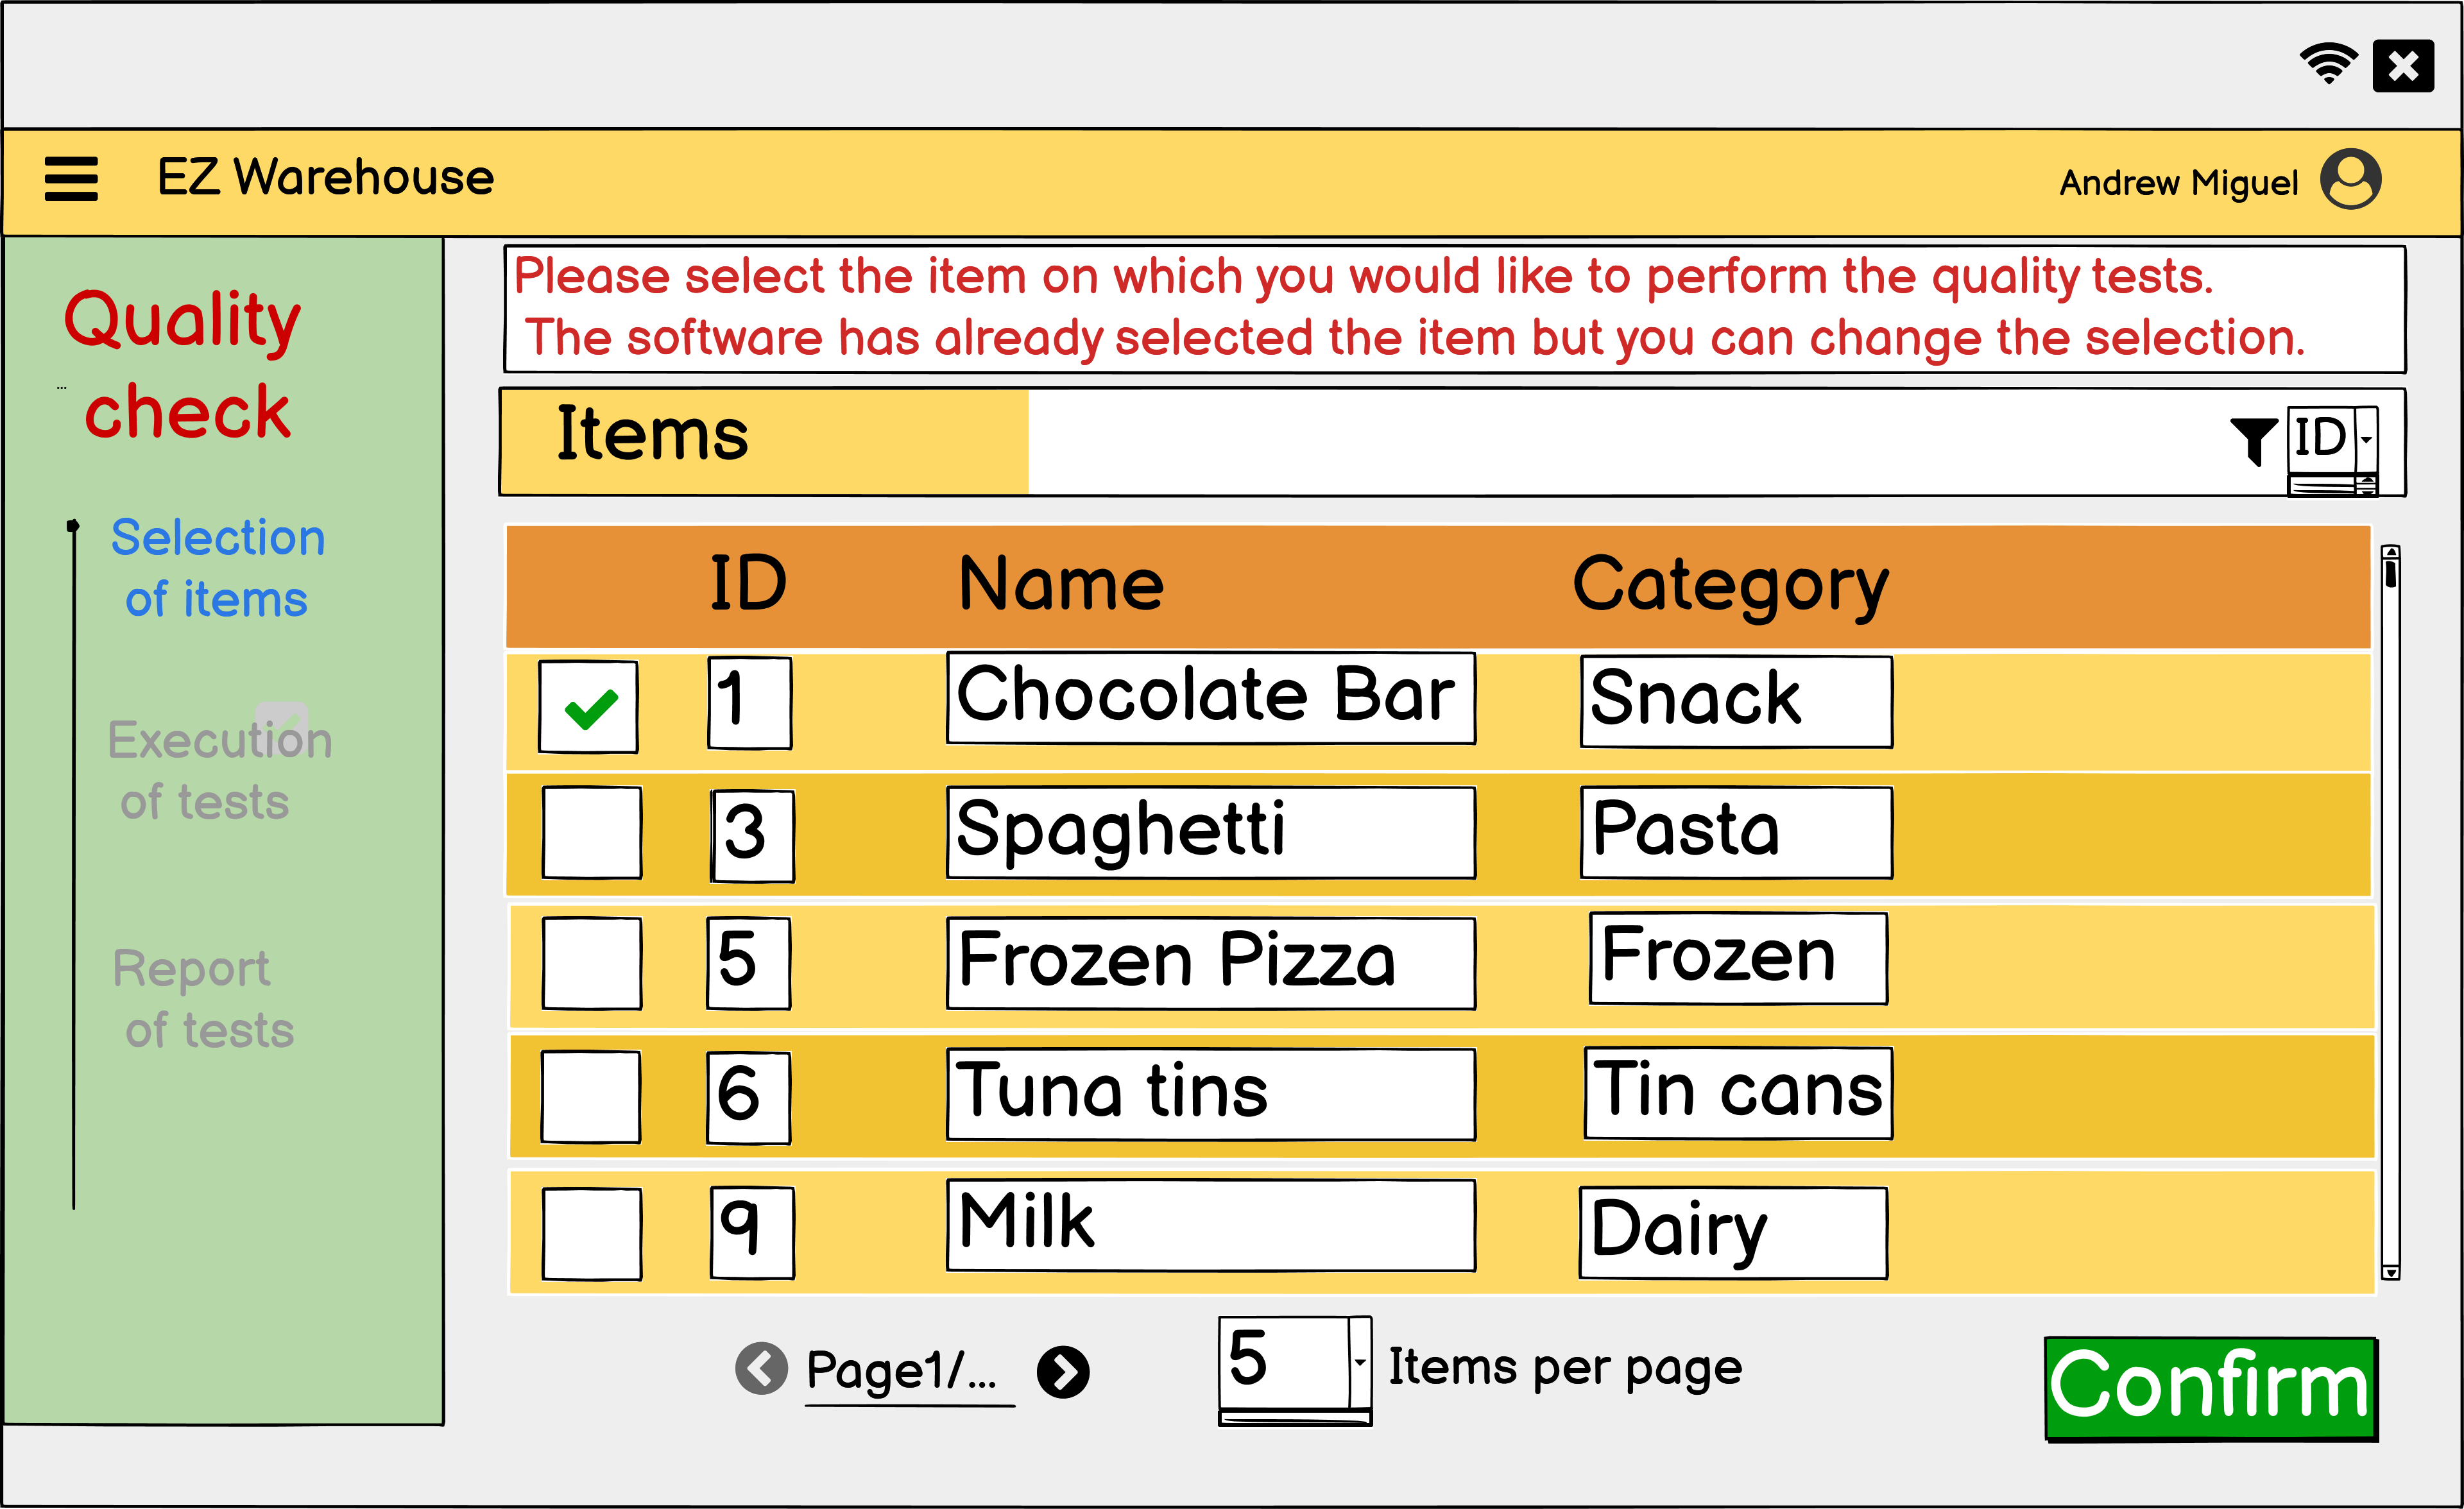 EZ Warehouse
Andrew Miguel
Quality
...
check
Selection
of items
Execution
of tests
Report
of tests
Please select the item on which you would like to perform the quality tests.
The software has already selected the item but you can change the selection.
Items
ID
ID Name Category
1 Chocolate Bar Snack
3 Spaghetti Pasta
5 Frozen Pizza Frozen
6 Tuna tins Tin cans
9 Milk Dairy
Page1/...
5 Items per page
Confirm